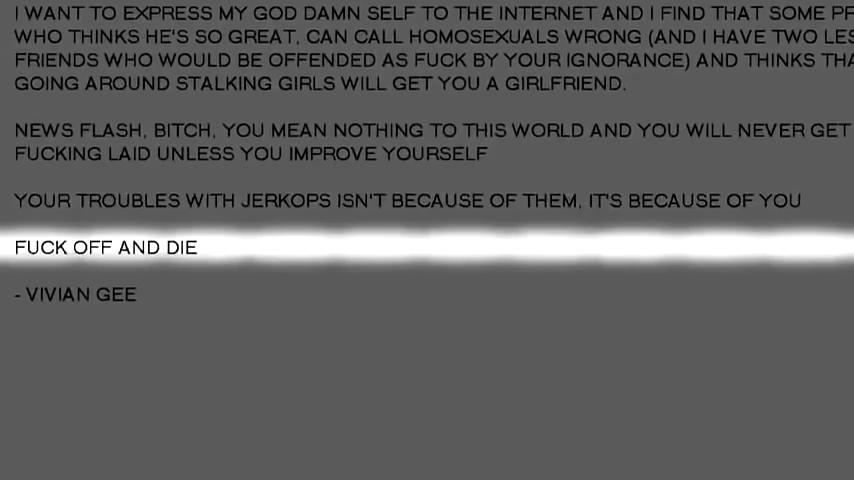 I WANT TO EXPRESS MY GOD DAMN SELF TO THE INTERNET AND I FIND THAT SOME
WHO THINKS HE'S SO GREAT, CAN CALL HOMOSEXUALS WRONG (AND I HAVE TWO
FRIENDS WHO WOULD BE OFFENDED AS FUCK BY YOUR IGNORANCE) AND THINKS
GOING AROUND STALKING GIRLS WILL GET YOU A GIRLFRIEND.
NEWS FLASH, BITCH, YOU MEAN NOTHING TO THIS WORLD AND YOU WILL NEVER GET
FUCKING LAID UNLESS YOU IMPROVE YOURSELF
YOUR TROUBLES WITH JERKOPS ISN'T BECAUSE OF THEM, IT'S BECAUSE OF YOU
FUCK OFF AND DIE
- VIVIAN GEE